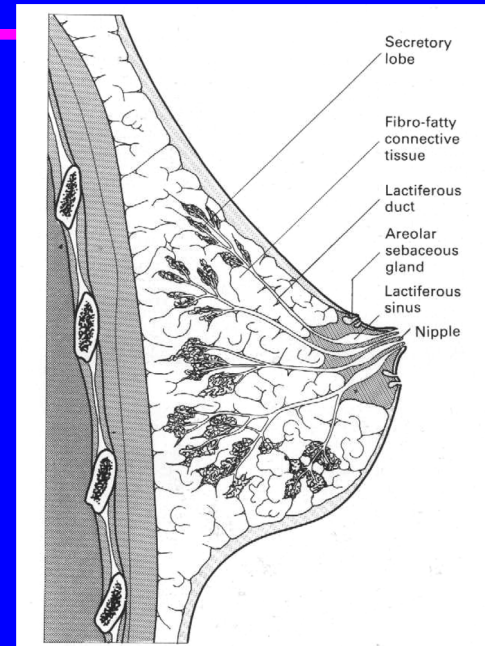 Secretory
lobe
Fibro-fatty
connective
tissue
Lactiferous
duct
Areolar
sebaceous
gland
Lactiferous
sinus
Nipple